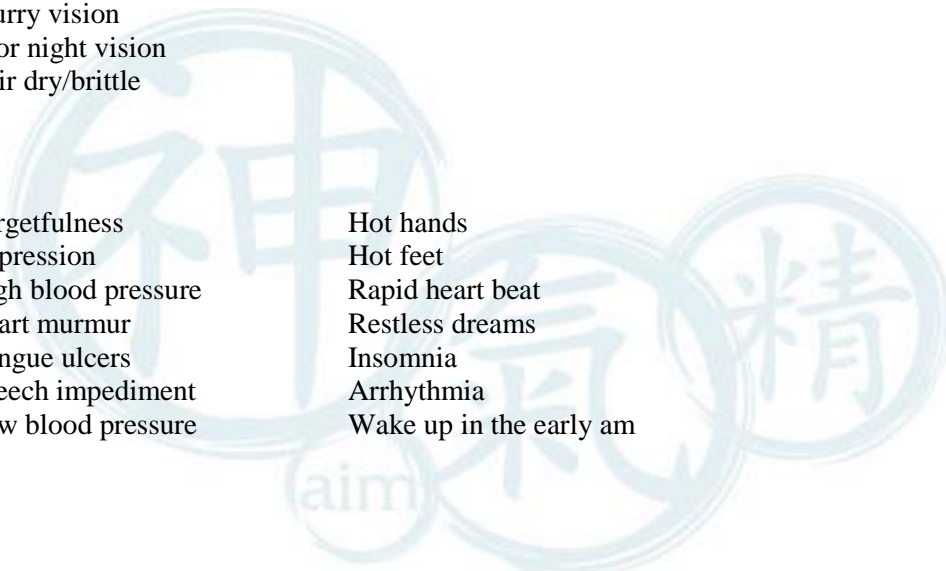 urry vision
or night vision
ir dry/brittle
rgetfulness Hot hands
pression Hot feet
gh blood pressure Rapid heart beat
art murmur Restless dreams
ngue ulcers Insomnia
eech impediment Arrhythmia
w blood pressure Wake up in the early am
神
氣
精
aim